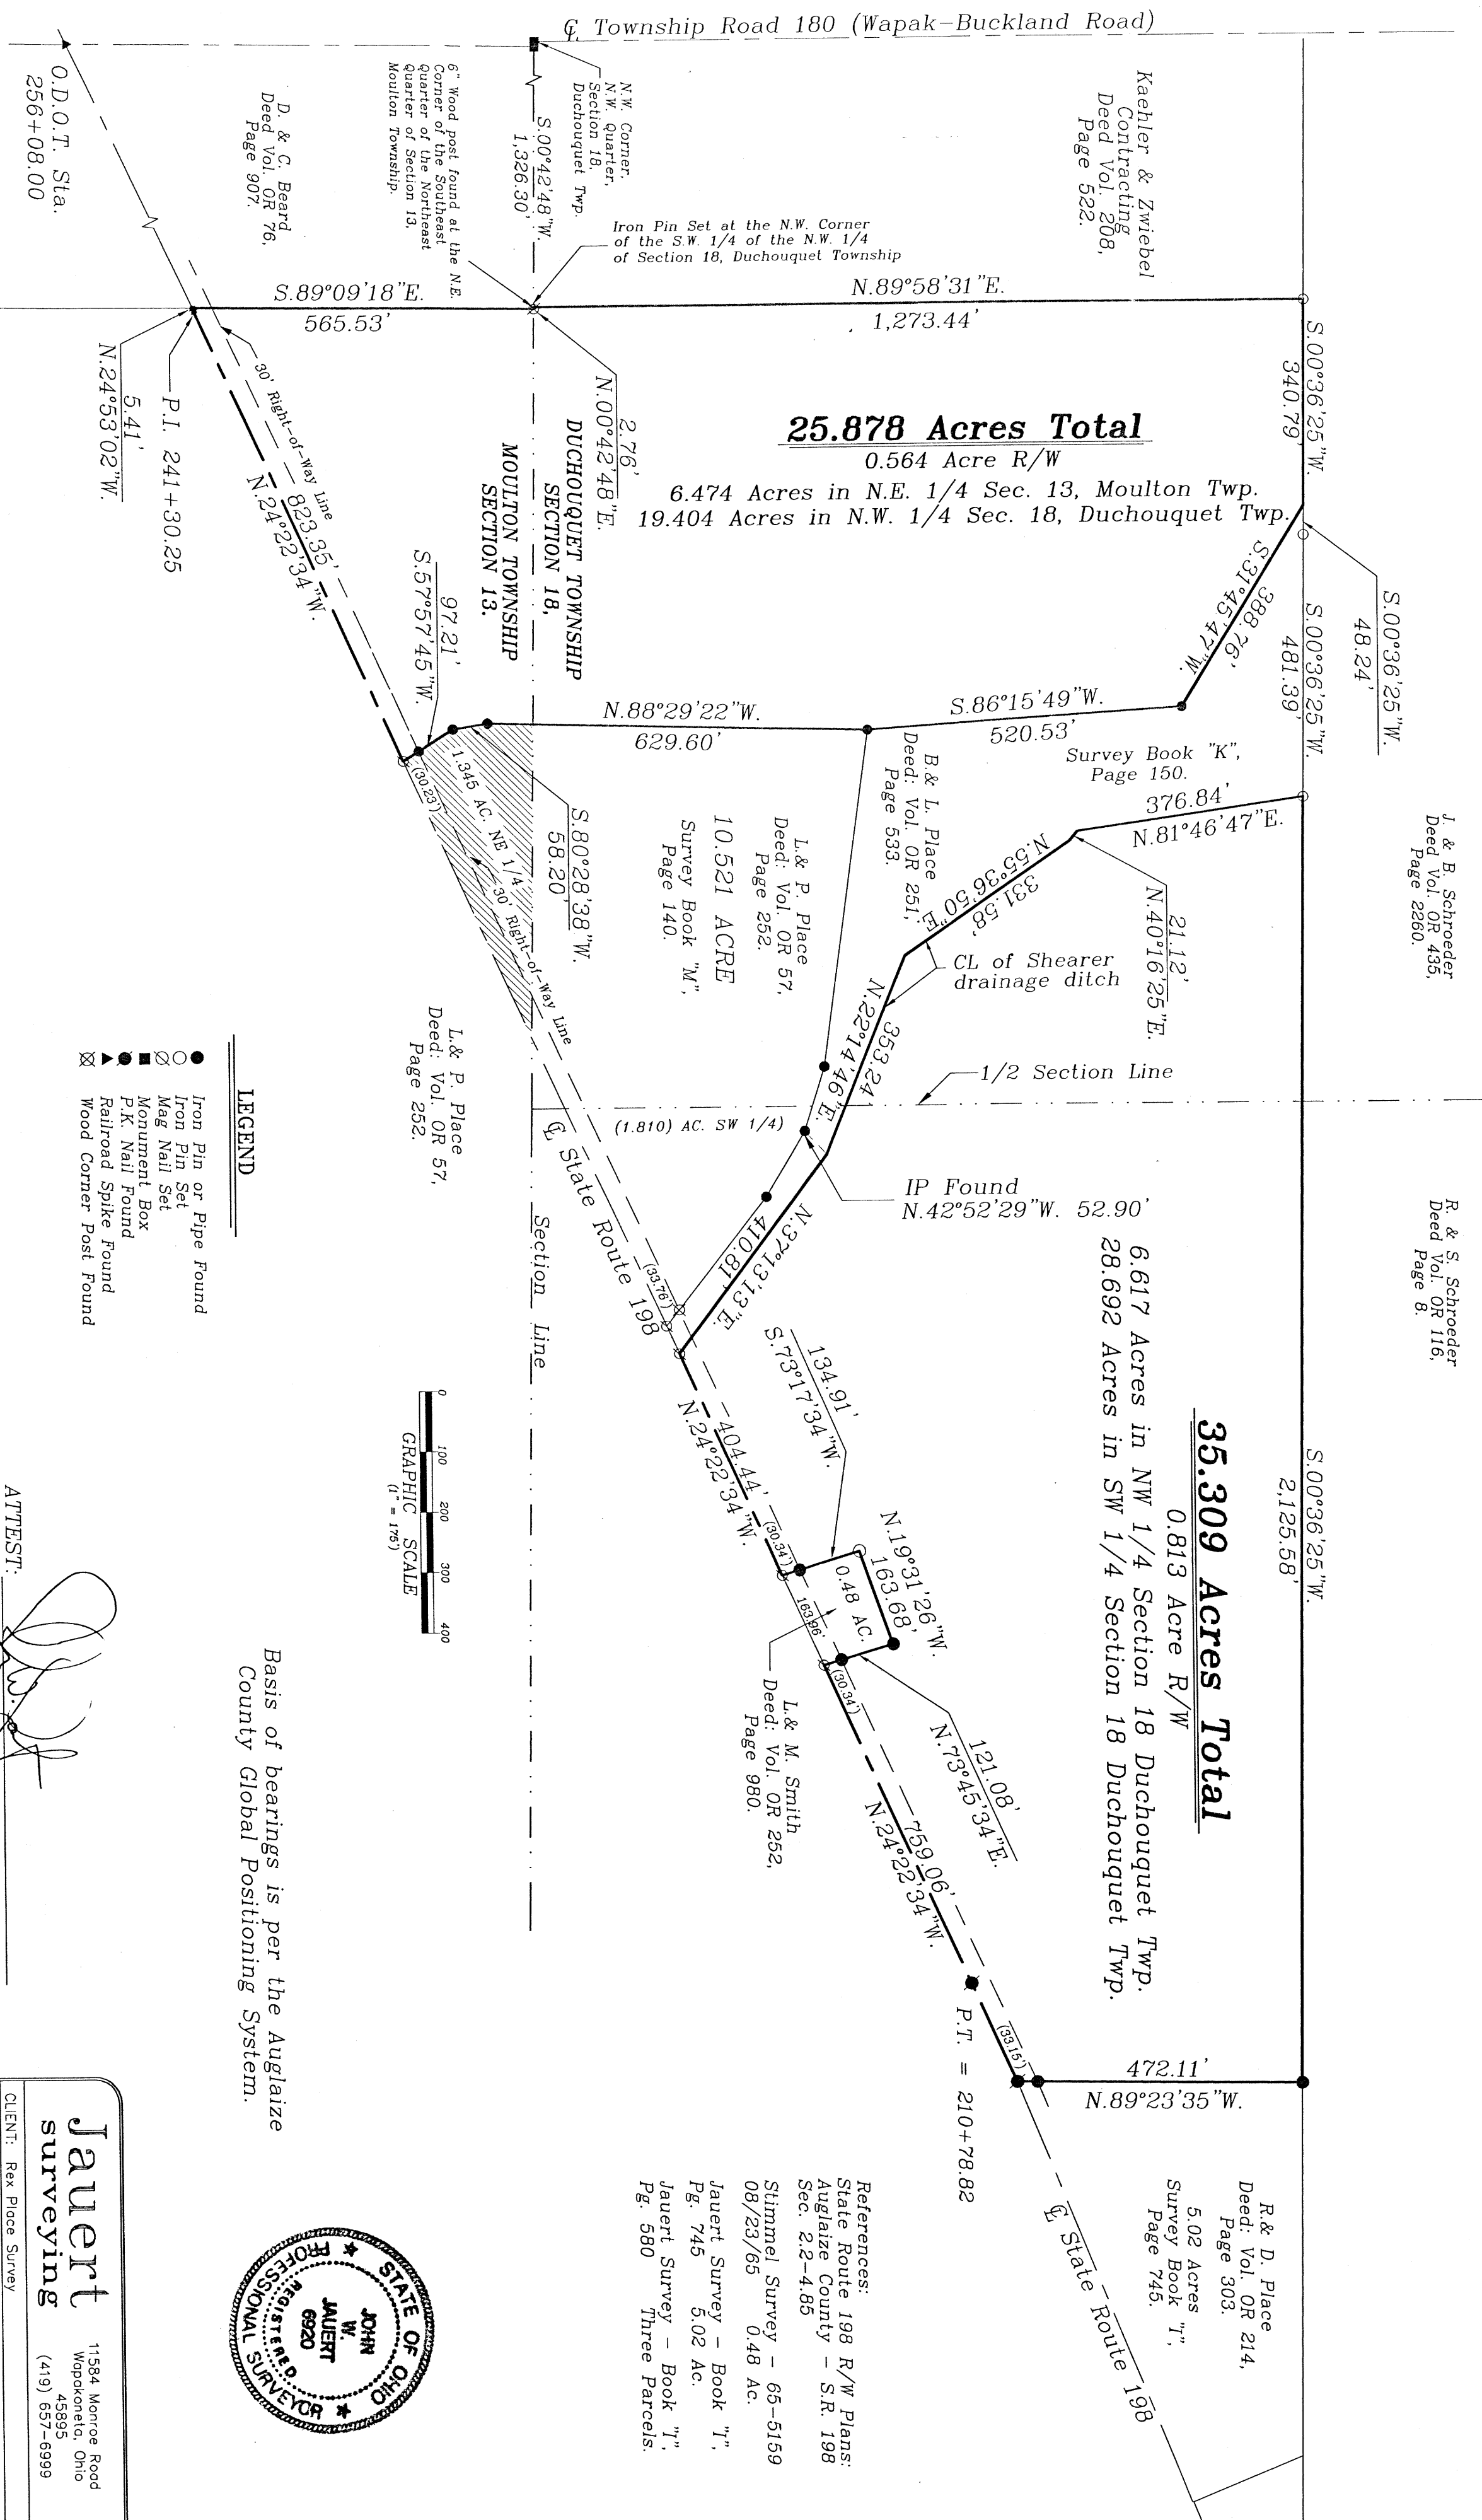 ℄ Township Road 180 (Wapak-Buckland Road)
O.D.O.T. Sta.
256+08.00
D. & C. Beard
Deed Vol. OR 76,
Page 907.
6" Wood post found at the N.E.
Corner of the Southeast
Quarter of the Northeast
Quarter of Section 13,
Moulton Township.
S.00°42'48"W.
1,326.30'
N.W. Corner,
N.W. Quarter,
Section 18,
Duchouquet Twp.
Iron Pin Set at the N.W. Corner
of the S.W. 1/4 of the N.W. 1/4
of Section 18, Duchouquet Township
Kaehler & Zwiebel
Contracting
Deed Vol. 208,
Page 522.
S.89°09'18"E.
565.53'
N.89°58'31"E.
1,273.44'
S.00°36'25"W.
340.79'
N.24°53'02"W.
5.41'
P.I. 241+30.25
30' Right-of-Way Line
823.35'
N.24°22'34"W.
2.76'
N.00°42'48"E.
DUCHOUQUET TOWNSHIP
SECTION 18,
MOULTON TOWNSHIP
SECTION 13.
25.878 Acres Total
0.564 Acre R/W
6.474 Acres in N.E. 1/4 Sec. 13, Moulton Twp.
19.404 Acres in N.W. 1/4 Sec. 18, Duchouquet Twp.
388.76'
S.31°45'47"W.
S.00°36'25"W.
48.24'
S.00°36'25"W.
481.39'
97.21'
S.57°57'45"W.
N.88°29'22"W.
629.60'
S.86°15'49"W.
520.53'
Survey Book "K",
Page 150.
376.84'
N.81°46'47"E.
(30.23')
1.345 AC. NE 1/4
30' Right-of-Way Line
S.80°28'38"W.
58.20'
L.& P. Place
Deed: Vol. OR 57,
Page 252.
10.521 ACRE
Survey Book "M",
Page 140.
B.& L. Place
Deed: Vol. OR 251,
Page 533.
N.55°36'50"E.
331.58'
21.12'
N.40°16'25"E.
CL of Shearer
drainage ditch
353.24'
N.22°14'46"E.
1/2 Section Line
(1.810) AC. SW 1/4)
IP Found
N.42°52'29"W. 52.90'
J. & B. Schroeder
Deed Vol. OR 435,
Page 2260.
R. & S. Schroeder
Deed Vol. OR 116,
Page 8.
L.& P. Place
Deed: Vol. OR 57,
Page 252.
LEGEND
Iron Pin or Pipe Found
Iron Pin Set
Mag Nail Set
Monument Box
P.K. Nail Found
Railroad Spike Found
Wood Corner Post Found
℄ State Route 198
Section Line
(33.76')
N.37°13'13"E.
410.81'
35.309 Acres Total
0.813 Acre R/W
6.617 Acres in NW 1/4 Section 18 Duchouquet Twp.
28.692 Acres in SW 1/4 Section 18 Duchouquet Twp.
S.00°36'25"W.
2,125.58'
134.91'
S.73°17'34"W.
404.44'
N.24°22'34"W.
(30.34')
N.19°31'26"W.
163.68'
0.48 AC.
163.96'
(30.34')
121.08'
N.73°45'34"E.
L.& M. Smith
Deed: Vol. OR 252,
Page 980.
759.06'
N.24°22'34"W.
P.T. = 210+78.82
(33.15')
472.11'
N.89°23'35"W.
0 100 200 300 400
GRAPHIC SCALE
(1" = 175')
ATTEST:
Basis of bearings is per the Auglaize
County Global Positioning System.
R.& D. Place
Deed: Vol. OR 214,
Page 303.
5.02 Acres
Survey Book "I",
Page 745.
℄ State Route 198
References:
State Route 198 R/W Plans:
Auglaize County - S.R. 198
Sec. 2.2-4.85
Stimmel Survey - 65-5159
08/23/65 0.48 Ac.
Jauert Survey - Book "I",
Pg. 745 5.02 Ac.
Jauert Survey - Book "I",
Pg. 580 Three Parcels.
STATE OF OHIO
JOHN
W.
JAUERT
6920
REGISTERED
PROFESSIONAL SURVEYOR
Jauert
surveying
11584 Monroe Road
Wapakoneta, Ohio
45895
(419) 657-6999
CLIENT: Rex Place Survey